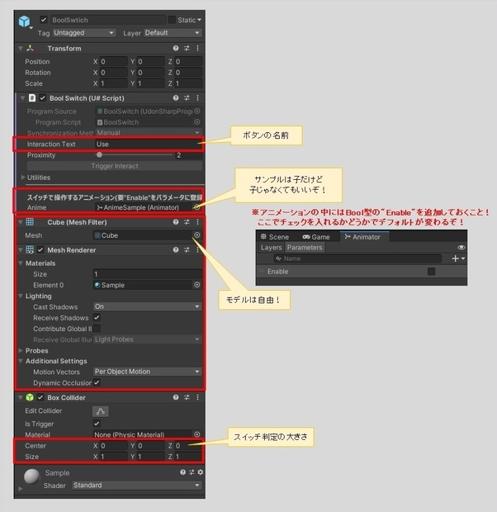 BoolSwtich
Static
Tag Untagged Layer Default
Transform
Position X 0 Y 0 Z 0
Rotation X 0 Y 0 Z 0
Scale X 1 Y 1 Z 1
Bool Switch (U# Script)
Program Source BoolSwitch (UdonSharpProg
Program Script BoolSwitch
Synchronization Meth Manual
Interaction Text Use
Proximity 2
Trigger Interact
Utilities
スイッチで操作するアニメーション(要"Enable"をパラメータに登録
Anime AnimeSample (Animator)
Cube (Mesh Filter)
Mesh Cube
Mesh Renderer
Materials
Size 1
Element 0 Sample
Lighting
Cast Shadows On
Receive Shadows
Contribute Global Il
Receive Global Illur Light Probes
Probes
Additional Settings
Motion Vectors Per Object Motion
Dynamic Occlusior
Box Collider
Edit Collider
Is Trigger
Material None (Physic Material)
Center X 0 Y 0 Z 0
Size X 1 Y 1 Z 1
Sample
Shader Standard
ボタンの名前
サンプルは子だけど
子じゃなくてもいいぞ！
※アニメーションの中にはBool型の"Enable"を追加しておくこと！
ここでチェックを入れるかどうかでデフォルトが変わるぞ！
Scene Game Animator
Layers Parameters
Name
Enable
モデルは自由！
スイッチ判定の大きさ